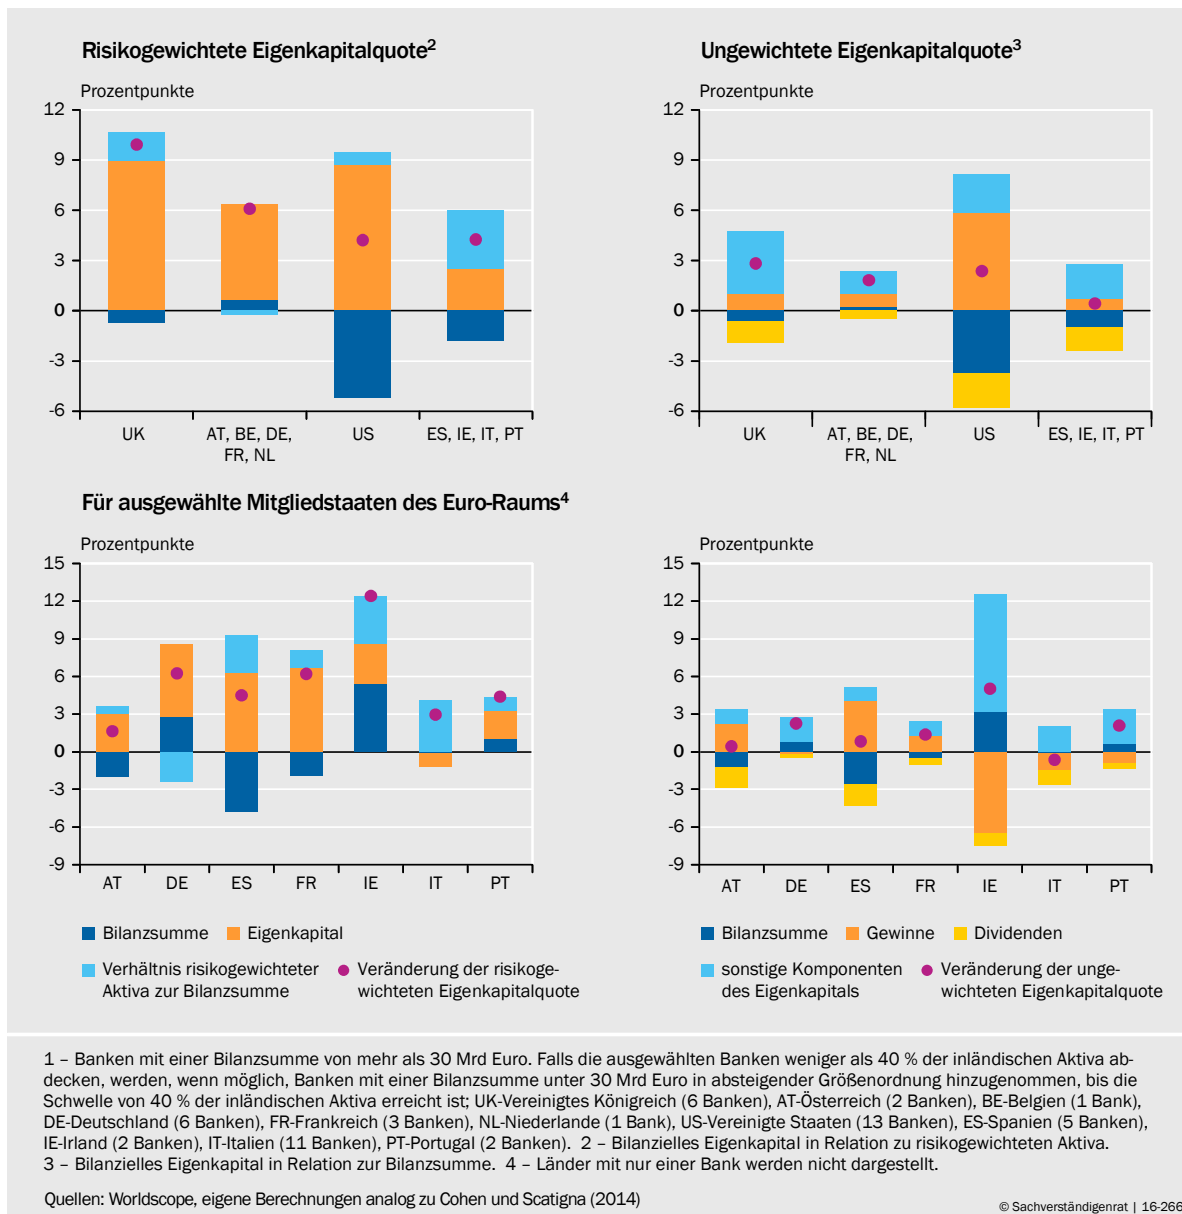 Risikogewichtete Eigenkapitalquote²
Prozentpunkte
12
9
6
3
0
-3
-6
UK
AT, BE, DE,
FR, NL
US
ES, IE, IT, PT
Ungewichtete Eigenkapitalquote³
Prozentpunkte
12
9
6
3
0
-3
-6
UK
AT, BE, DE,
FR, NL
US
ES, IE, IT, PT
Für ausgewählte Mitgliedstaaten des Euro-Raums⁴
Prozentpunkte
15
12
9
6
3
0
-3
-6
-9
AT DE ES FR IE IT PT
Bilanzsumme Eigenkapital
Verhältnis risikogewichteter
Aktiva zur Bilanzsumme
Veränderung der risikoge-
wichteten Eigenkapitalquote
Prozentpunkte
15
12
9
6
3
0
-3
-6
-9
AT DE ES FR IE IT PT
Bilanzsumme Gewinne Dividenden
sonstige Komponenten
des Eigenkapitals
Veränderung der unge-
wichteten Eigenkapitalquote
1 – Banken mit einer Bilanzsumme von mehr als 30 Mrd Euro. Falls die ausgewählten Banken weniger als 40 % der inländischen Aktiva ab-
decken, werden, wenn möglich, Banken mit einer Bilanzsumme unter 30 Mrd Euro in absteigender Größenordnung hinzugenommen, bis die
Schwelle von 40 % der inländischen Aktiva erreicht ist; UK-Vereinigtes Königreich (6 Banken), AT-Österreich (2 Banken), BE-Belgien (1 Bank),
DE-Deutschland (6 Banken), FR-Frankreich (3 Banken), NL-Niederlande (1 Bank), US-Vereinigte Staaten (13 Banken), ES-Spanien (5 Banken),
IE-Irland (2 Banken), IT-Italien (11 Banken), PT-Portugal (2 Banken). 2 – Bilanzielles Eigenkapital in Relation zu risikogewichteten Aktiva.
3 – Bilanzielles Eigenkapital in Relation zur Bilanzsumme. 4 – Länder mit nur einer Bank werden nicht dargestellt.
Quellen: Worldscope, eigene Berechnungen analog zu Cohen und Scatigna (2014)
© Sachverständigenrat | 16-266